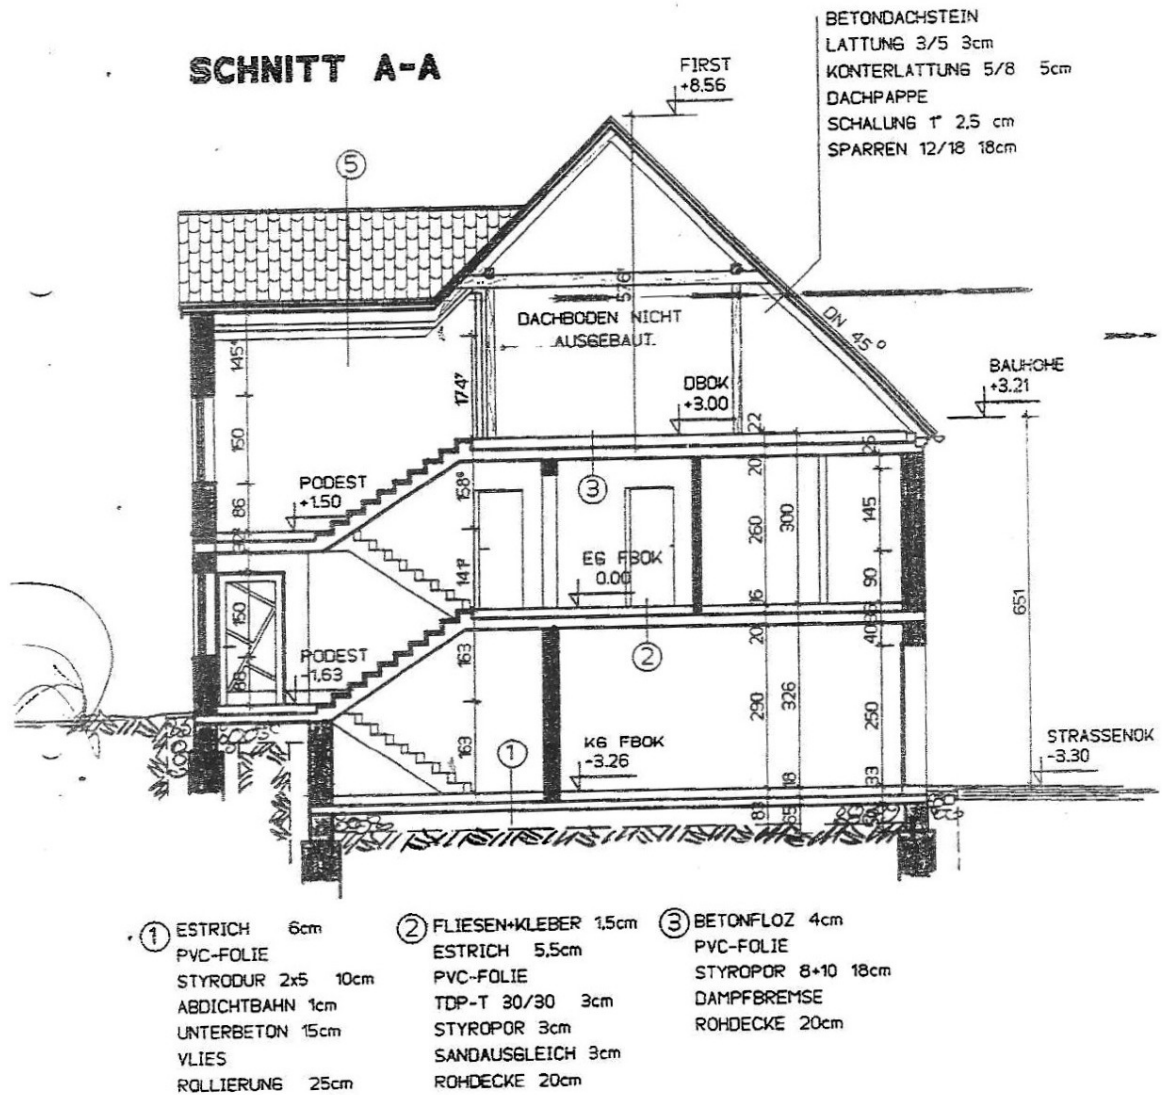 SCHNITT A-A
FIRST
+8.56
BETONDACHSTEIN
LATTUNG 3/5 3cm
KONTERLATTUNG 5/8 5cm
DACHPAPPE
SCHALUNG 1" 2,5 cm
SPARREN 12/18 18cm
5
576
DACHBODEN NICHT
AUSGEBAUT
DN 45°
DBOK
+3.00
BAUHOHE
+3.21
145
150
86
32
150
86
174
158
141
163
163
PODEST
+1.50
PODEST
-1.63
3
EG FBOK
0.00
2
1
KG FBOK
-3.26
22
20
260
16
20
290
83
300
326
18
65
25
145
90
40
250
33
651
STRASSENOK
-3.30
1 ESTRICH 6cm
PVC-FOLIE
STYRODUR 2x5 10cm
ABDICHTBAHN 1cm
UNTERBETON 15cm
VLIES
ROLLIERUNG 25cm
2 FLIESEN+KLEBER 1,5cm
ESTRICH 5,5cm
PVC-FOLIE
TDP-T 30/30 3cm
STYROPOR 3cm
SANDAUSGLEICH 3cm
ROHDECKE 20cm
3 BETONFLOZ 4cm
PVC-FOLIE
STYROPOR 8+10 18cm
DAMPFBREMSE
ROHDECKE 20cm